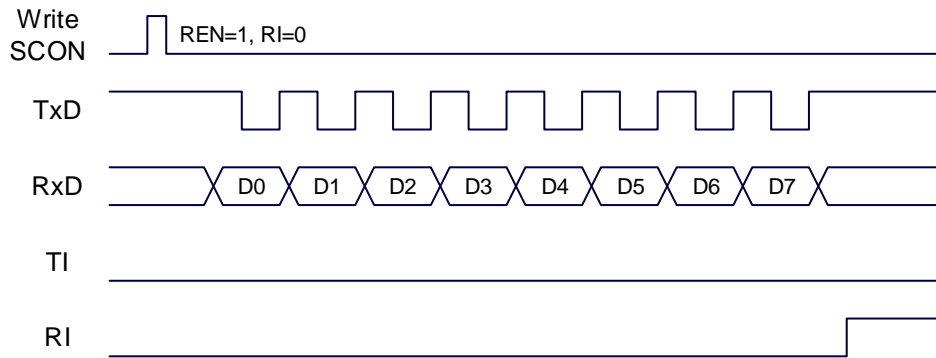 Write
SCON
REN=1, RI=0
TxD
RxD
D0 D1 D2 D3 D4 D5 D6 D7
TI
RI